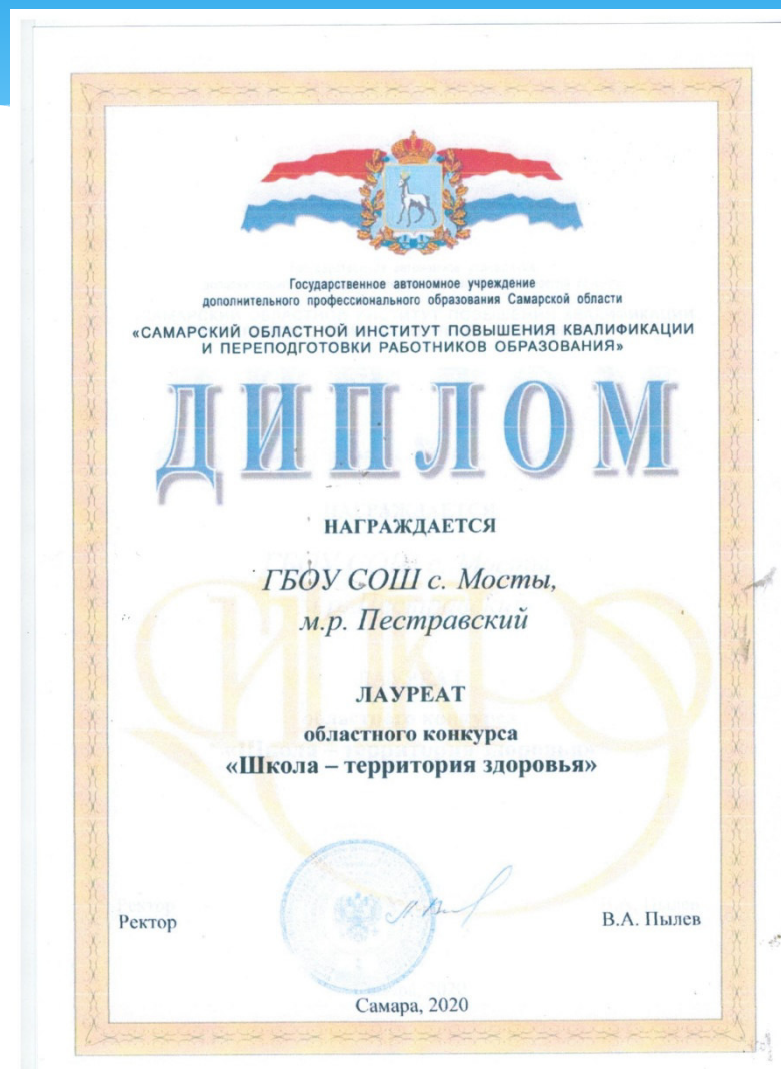 Государственное автономное учреждение
дополнительного профессионального образования Самарской области
«САМАРСКИЙ ОБЛАСТНОЙ ИНСТИТУТ ПОВЫШЕНИЯ КВАЛИФИКАЦИИ
И ПЕРЕПОДГОТОВКИ РАБОТНИКОВ ОБРАЗОВАНИЯ»
ДИПЛОМ
НАГРАЖДАЕТСЯ
ГБОУ СОШ с. Мосты,
м.р. Пестравский
ЛАУРЕАТ
областного конкурса
«Школа – территория здоровья»
Ректор
В.А. Пылев
Самара, 2020